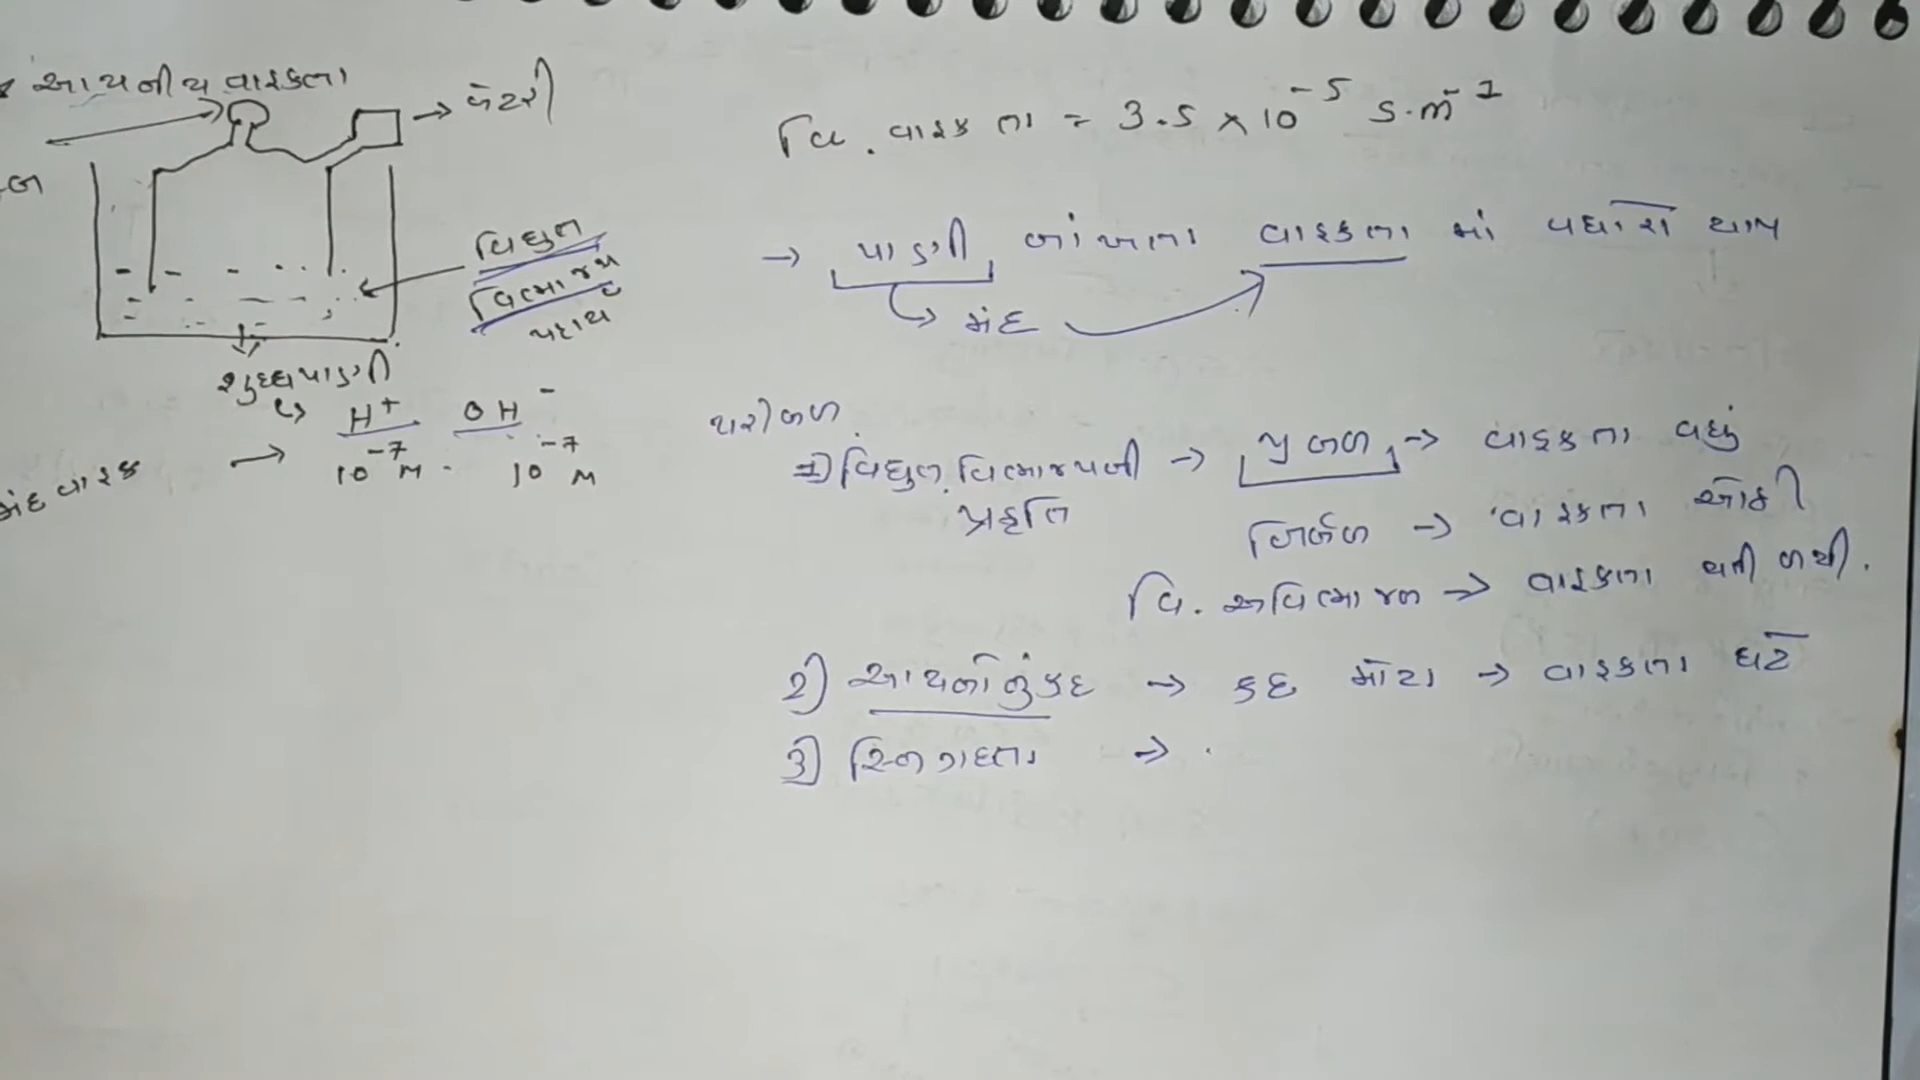 આયનીય વાહકતા
→ બેટરી
વિદ્યુત
વિભાજ્ય
પદાર્થ
શુદ્ધ પાણી
↳ H⁺ OH⁻
મંદ વાહક → 10⁻⁷ M . 10⁻⁷ M
વિ. વાહકતા = 3.5 × 10⁻⁵ S.m⁻¹
→ પાણી નાંખતા વાહકતા માં વધારો થાય
↳ મંદ
પરીબળ
1) વિદ્યુત વિભાજ્યની → પ્રબળ → વાહકતા વધુ
પ્રકૃતિ
નિર્બળ → વાહકતા ઓછી
વિ. અવિભાજ્ય → વાહકતા થતી નથી.
2) આયનોનું કદ → કદ મોટા → વાહકતા ઘટે
3) સ્નિગ્ધતા →